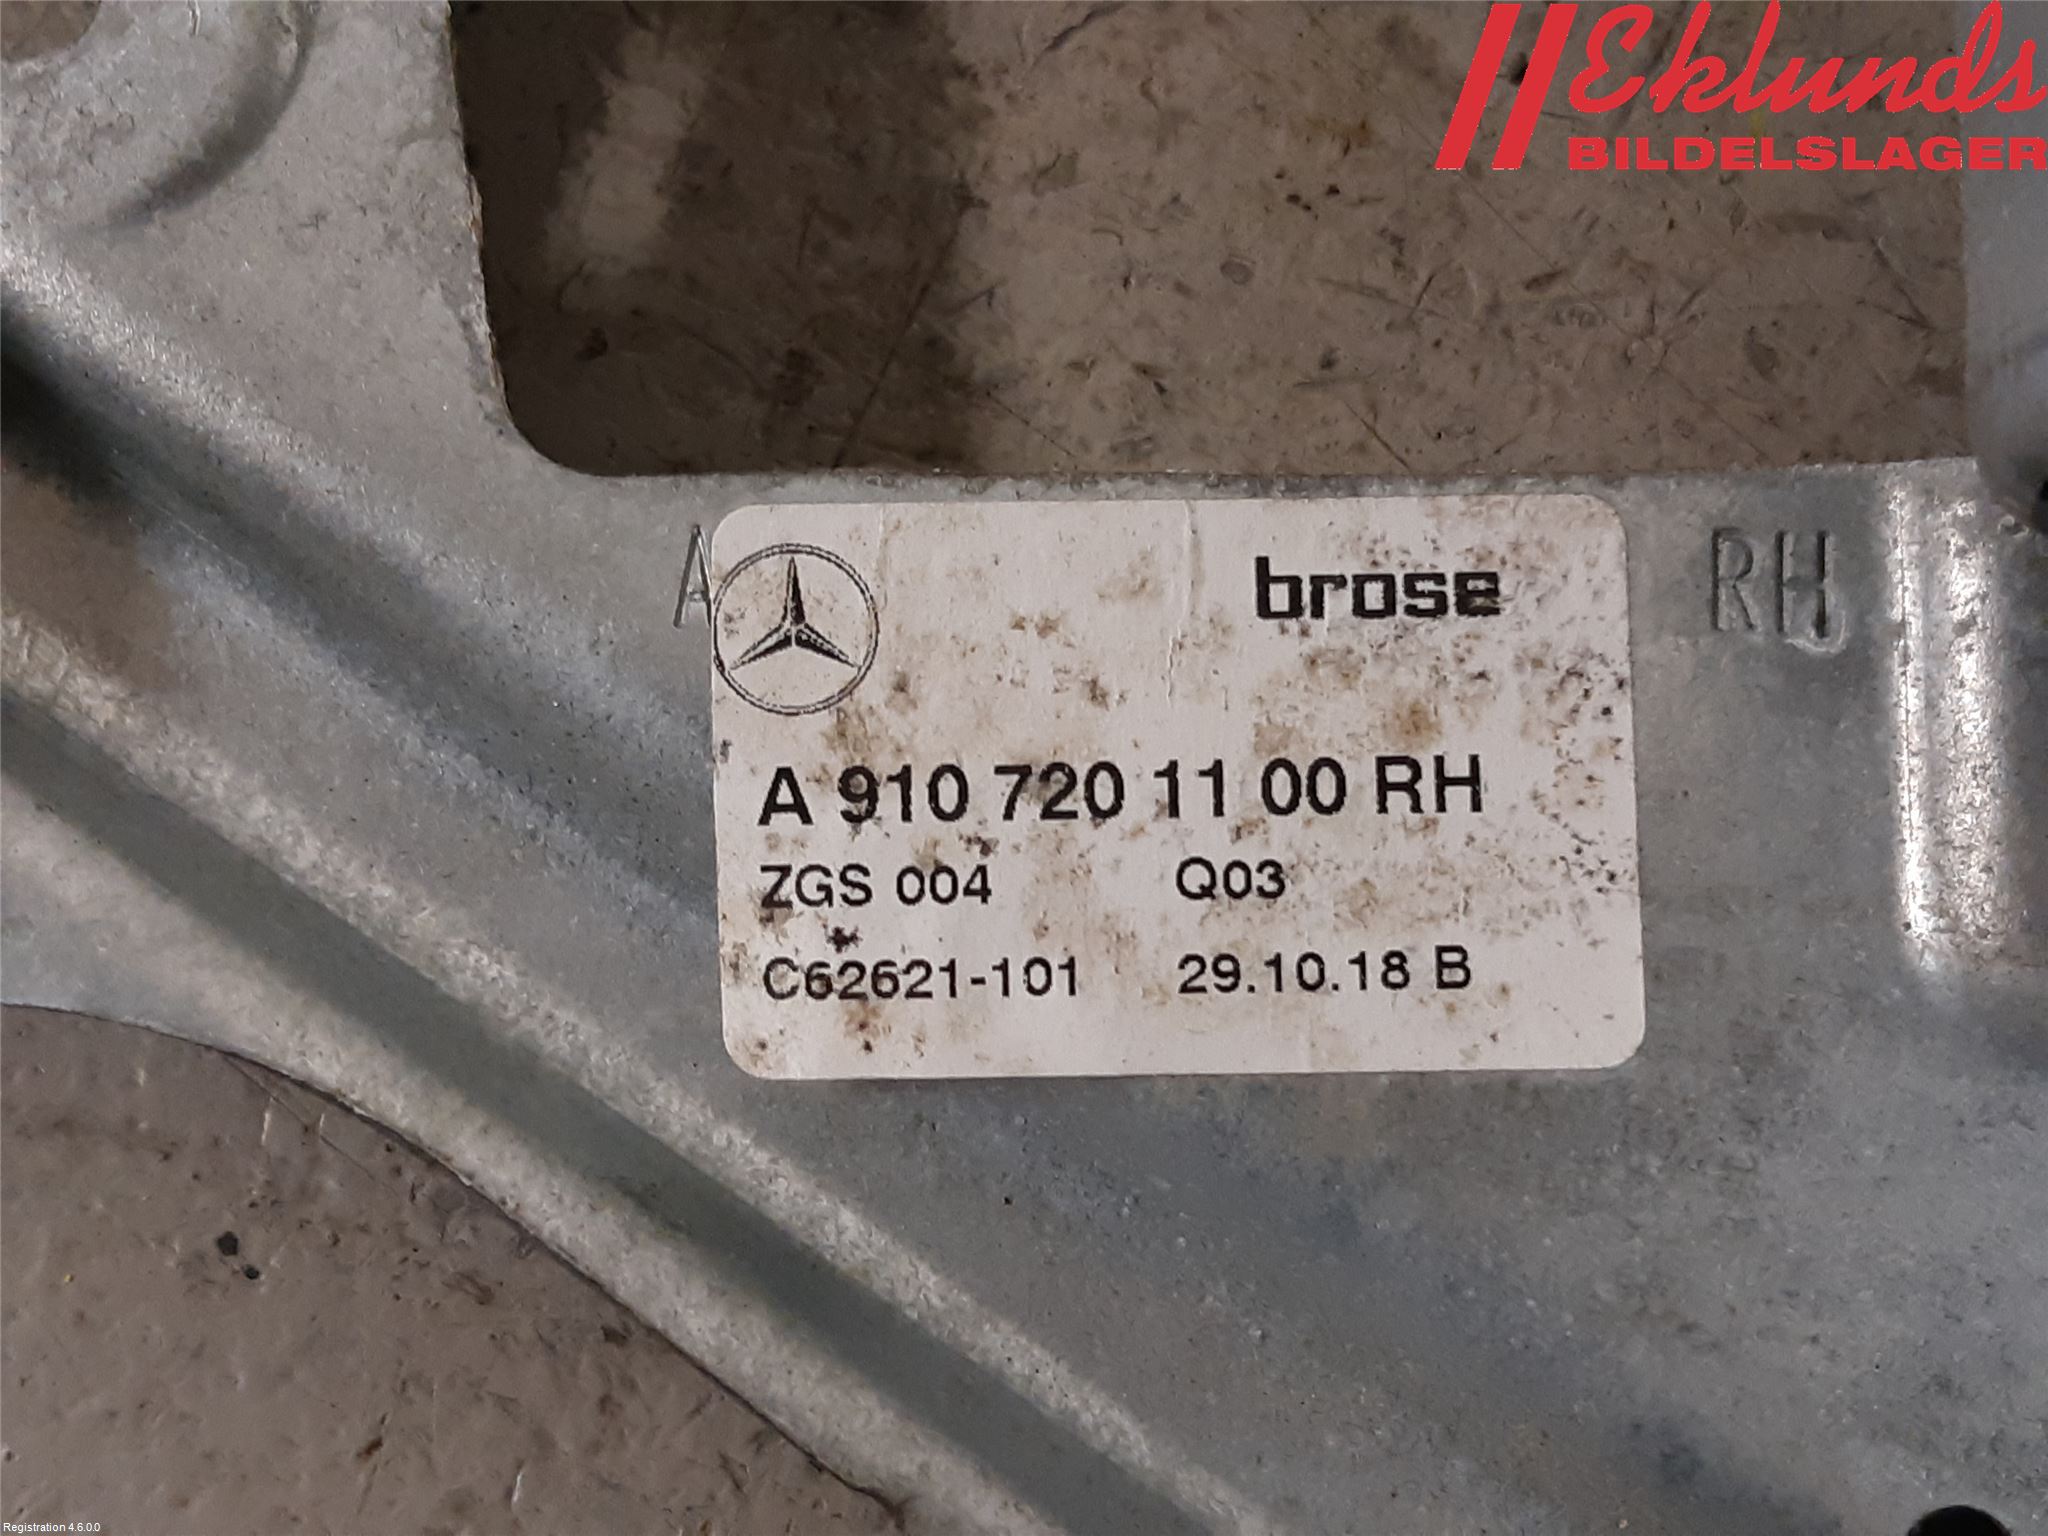 Eklunds
BILDELSLAGER
A
brose
RH
A 910 720 11 00 RH
ZGS 004 Q03
C62621-101 29.10.18 B
Registration 4.6.0.0